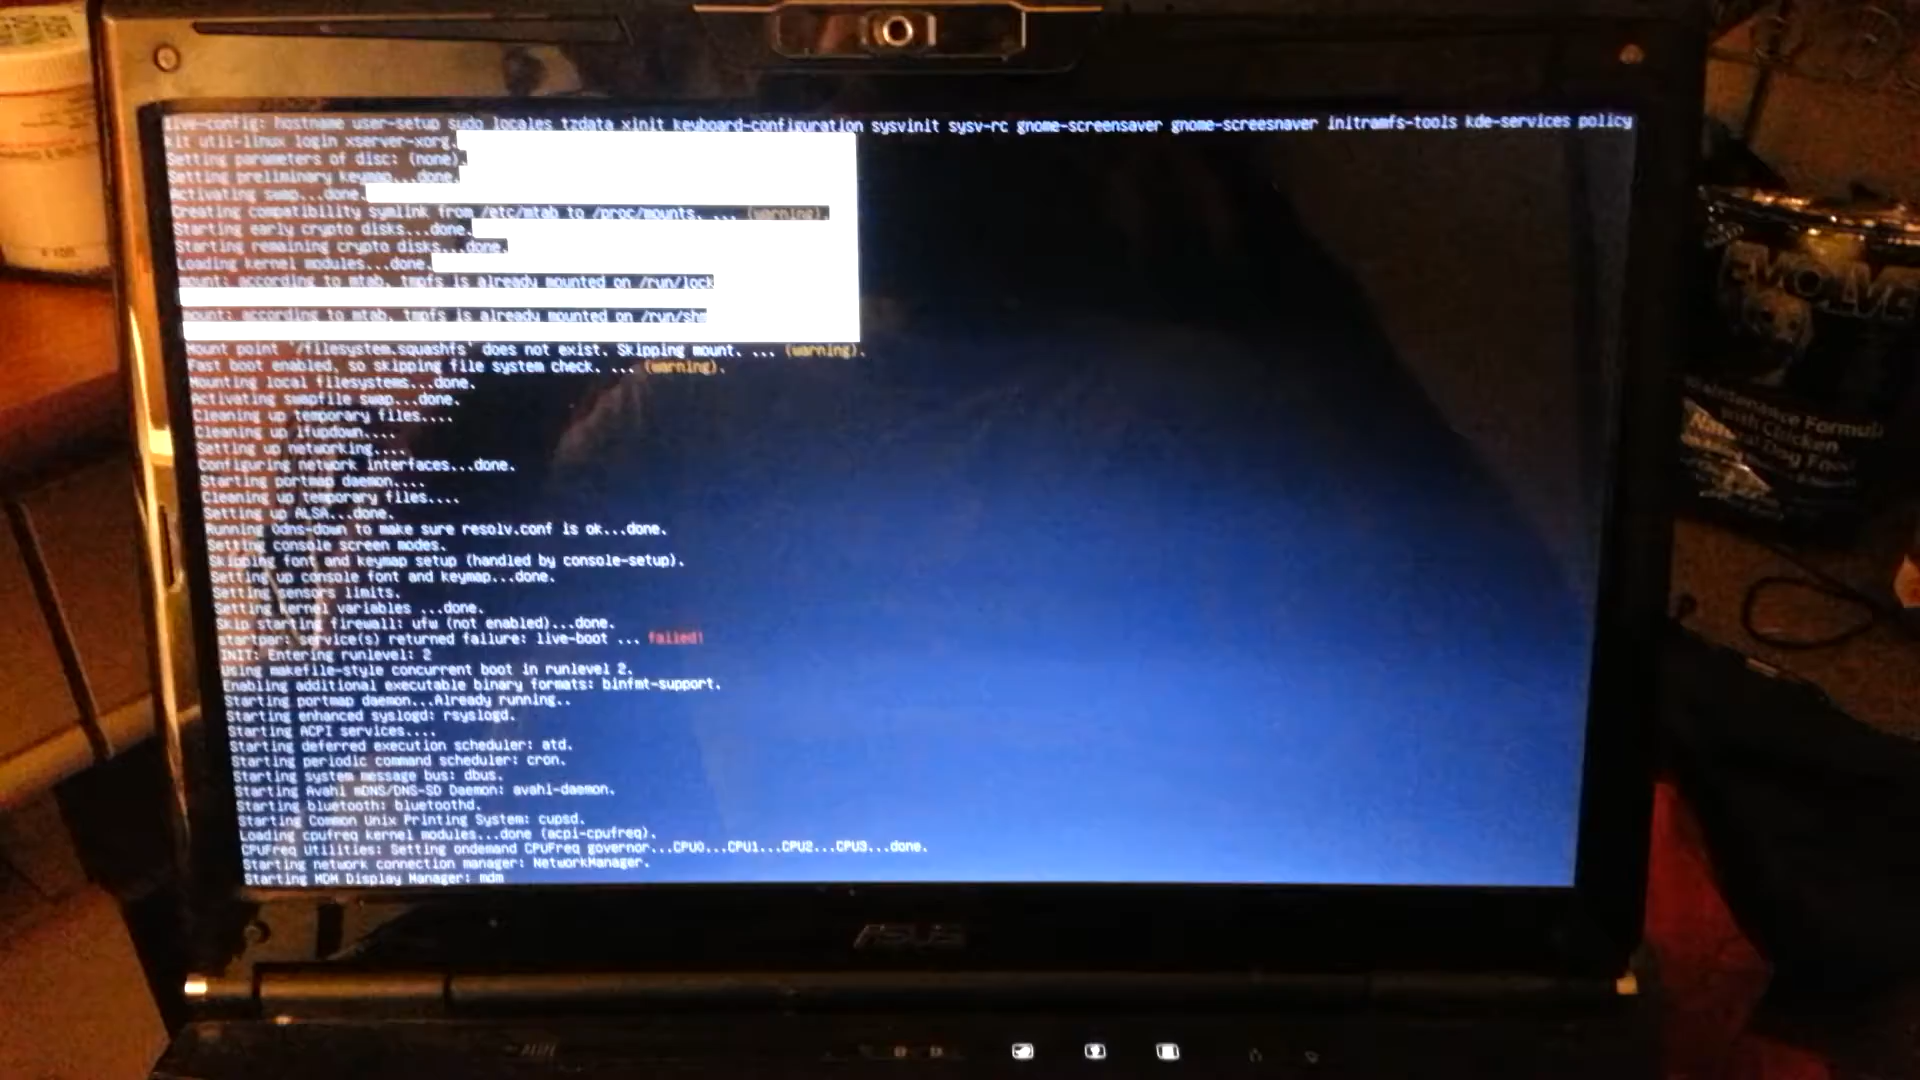 live-config: hostname user-setup sudo locales tzdata xinit keyboard-configuration sysvinit sysv-rc gnome-screensaver gnome-screesnaver initramfs-tools kde-services policy
kit util-linux login xserver-xorg.
Setting parameters of disc: (none).
Setting preliminary keymap...done.
Activating swap...done.
Creating compatibility symlink from /etc/mtab to /proc/mounts. ... (warning).
Starting early crypto disks...done.
Starting remaining crypto disks...done.
Loading kernel modules...done.
mount: according to mtab, tmpfs is already mounted on /run/lock
mount: according to mtab, tmpfs is already mounted on /run/shm
Mount point '/filesystem.squashfs' does not exist. Skipping mount. ... (warning).
Fast boot enabled, so skipping file system check. ... (warning).
Mounting local filesystems...done.
Activating swapfile swap...done.
Cleaning up temporary files....
Cleaning up ifupdown....
Setting up networking....
Configuring network interfaces...done.
Starting portmap daemon....
Cleaning up temporary files....
Setting up ALSA...done.
Running 0dns-down to make sure resolv.conf is ok...done.
Setting console screen modes.
Skipping font and keymap setup (handled by console-setup).
Setting up console font and keymap...done.
Setting sensors limits.
Setting kernel variables ...done.
Skip starting firewall: ufw (not enabled)...done.
startpar: service(s) returned failure: live-boot ... failed!
INIT: Entering runlevel: 2
Using makefile-style concurrent boot in runlevel 2.
Enabling additional executable binary formats: binfmt-support.
Starting portmap daemon...Already running..
Starting enhanced syslogd: rsyslogd.
Starting ACPI services....
Starting deferred execution scheduler: atd.
Starting periodic command scheduler: cron.
Starting system message bus: dbus.
Starting Avahi mDNS/DNS-SD Daemon: avahi-daemon.
Starting bluetooth: bluetoothd.
Starting Common Unix Printing System: cupsd.
Loading cpufreq kernel modules...done (acpi-cpufreq).
CPUFreq Utilities: Setting ondemand CPUFreq governor...CPU0...CPU1...CPU2...CPU3...done.
Starting network connection manager: NetworkManager.
Starting MDM Display Manager: mdm
ASUS
EVOLVE
Maintenance Formula
with Chicken
Natural Dog Food